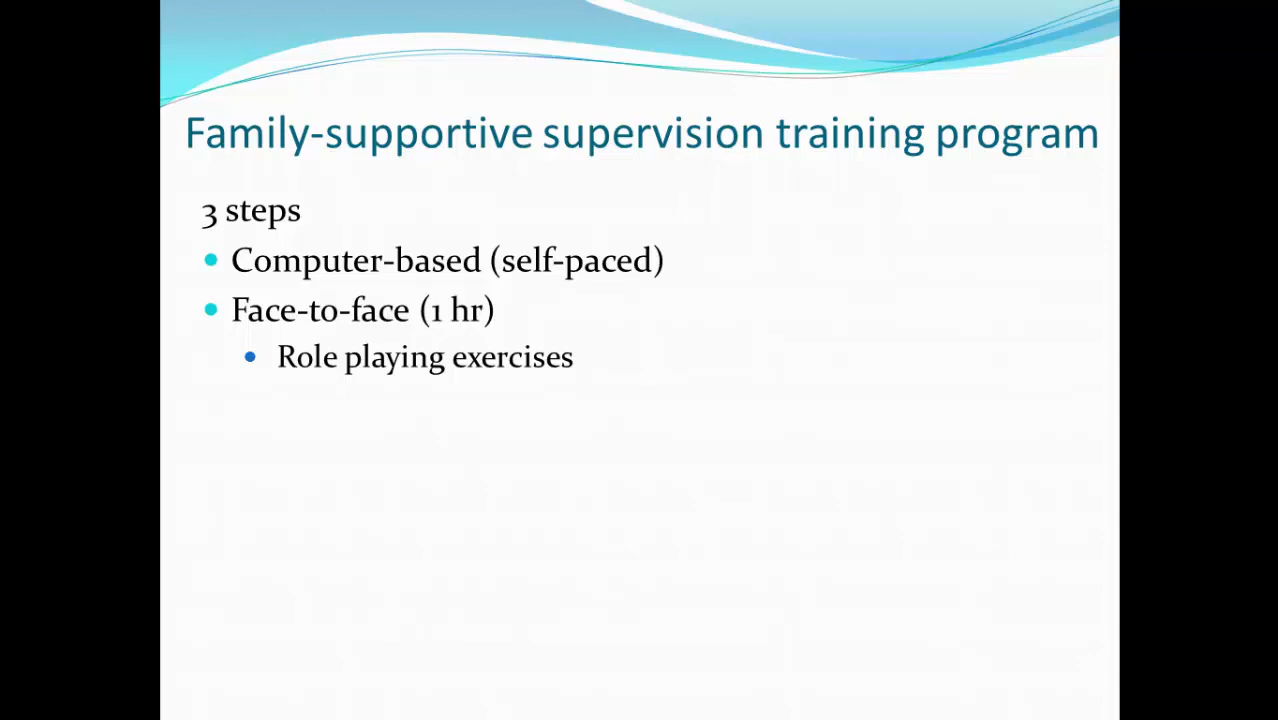 Family-supportive supervision training program
3 steps
Computer-based (self-paced)
Face-to-face (1 hr)
Role playing exercises